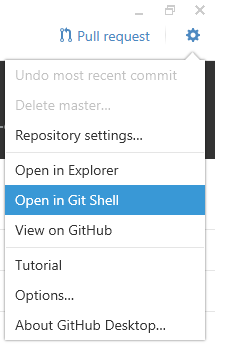 Pull request
Undo most recent commit
Delete master...
Repository settings...
Open in Explorer
Open in Git Shell
View on GitHub
Tutorial
Options...
About GitHub Desktop...